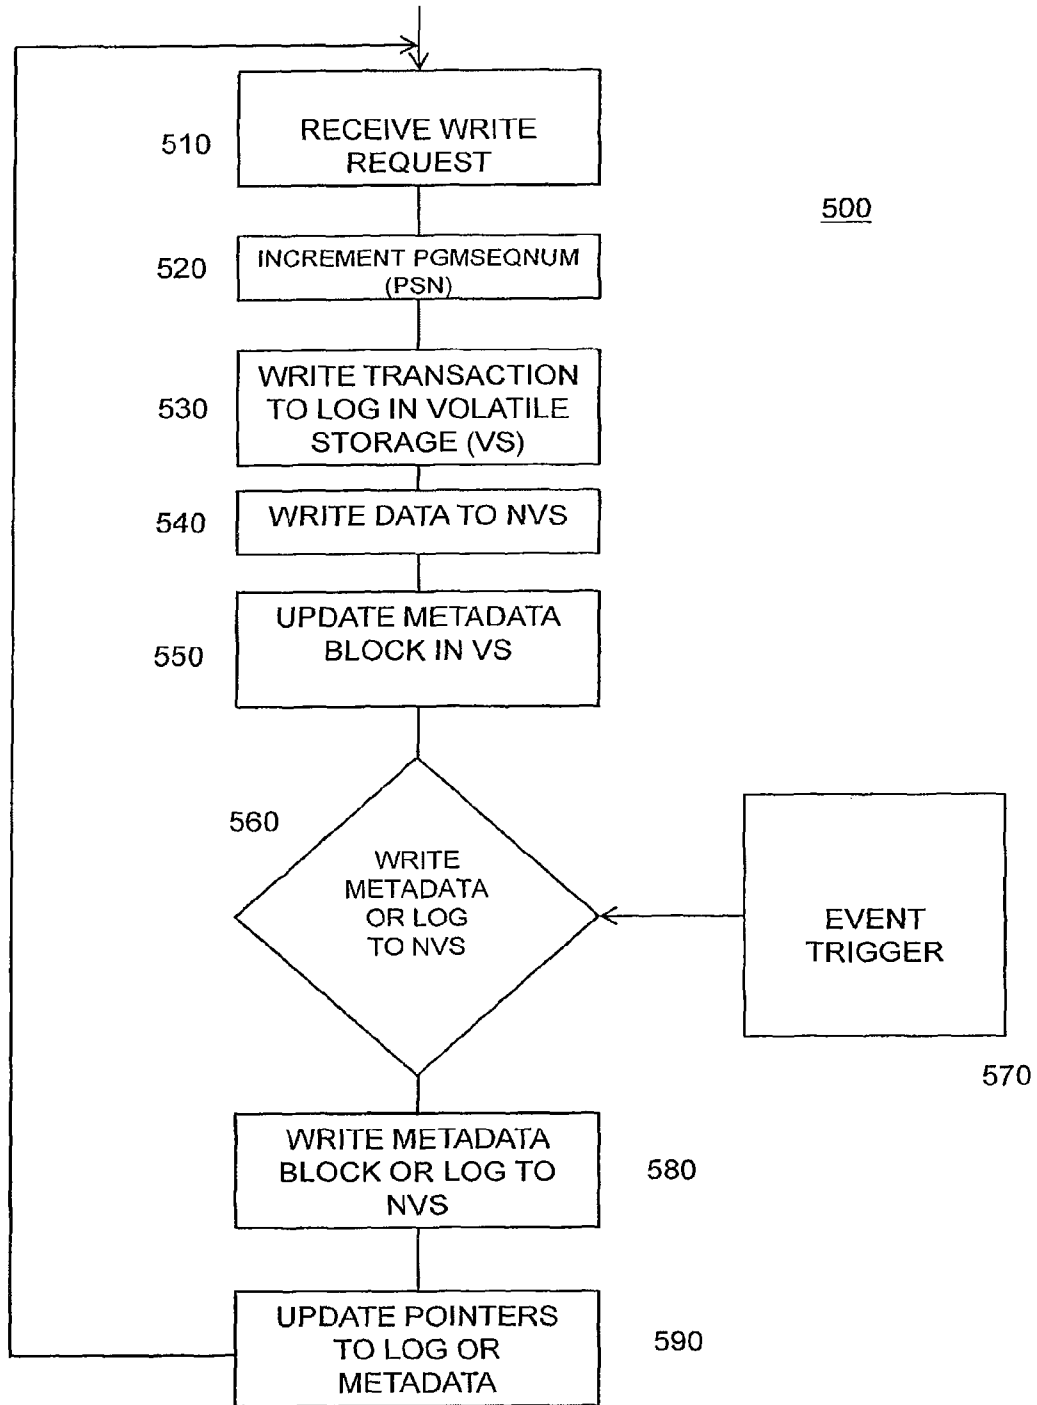 510
RECEIVE WRITE
REQUEST
500
520
INCREMENT PGMSEQNUM
(PSN)
530
WRITE TRANSACTION
TO LOG IN VOLATILE
STORAGE (VS)
540
WRITE DATA TO NVS
550
UPDATE METADATA
BLOCK IN VS
560
WRITE
METADATA
OR LOG
TO NVS
EVENT
TRIGGER
570
WRITE METADATA
BLOCK OR LOG TO
NVS
580
UPDATE POINTERS
TO LOG OR
METADATA
590